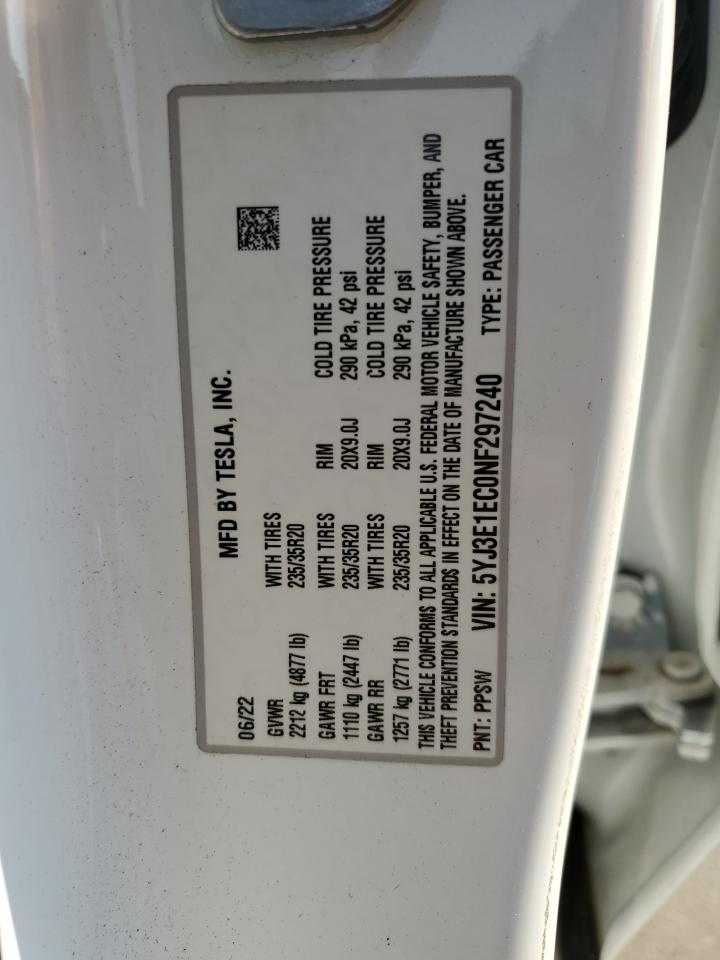 MFD BY TESLA, INC.
06/22
GVWR WITH TIRES
2212 kg (4877 lb) 235/35R20
GAWR FRT WITH TIRES RIM COLD TIRE PRESSURE
1110 kg (2447 lb) 235/35R20 20X9.0J 290 kPa, 42 psi
GAWR RR WITH TIRES RIM COLD TIRE PRESSURE
1257 kg (2771 lb) 235/35R20 20X9.0J 290 kPa, 42 psi
THIS VEHICLE CONFORMS TO ALL APPLICABLE U.S. FEDERAL MOTOR VEHICLE SAFETY, BUMPER, AND
THEFT PREVENTION STANDARDS IN EFFECT ON THE DATE OF MANUFACTURE SHOWN ABOVE.
PNT: PPSW VIN: 5YJ3E1EC0NF297240 TYPE: PASSENGER CAR